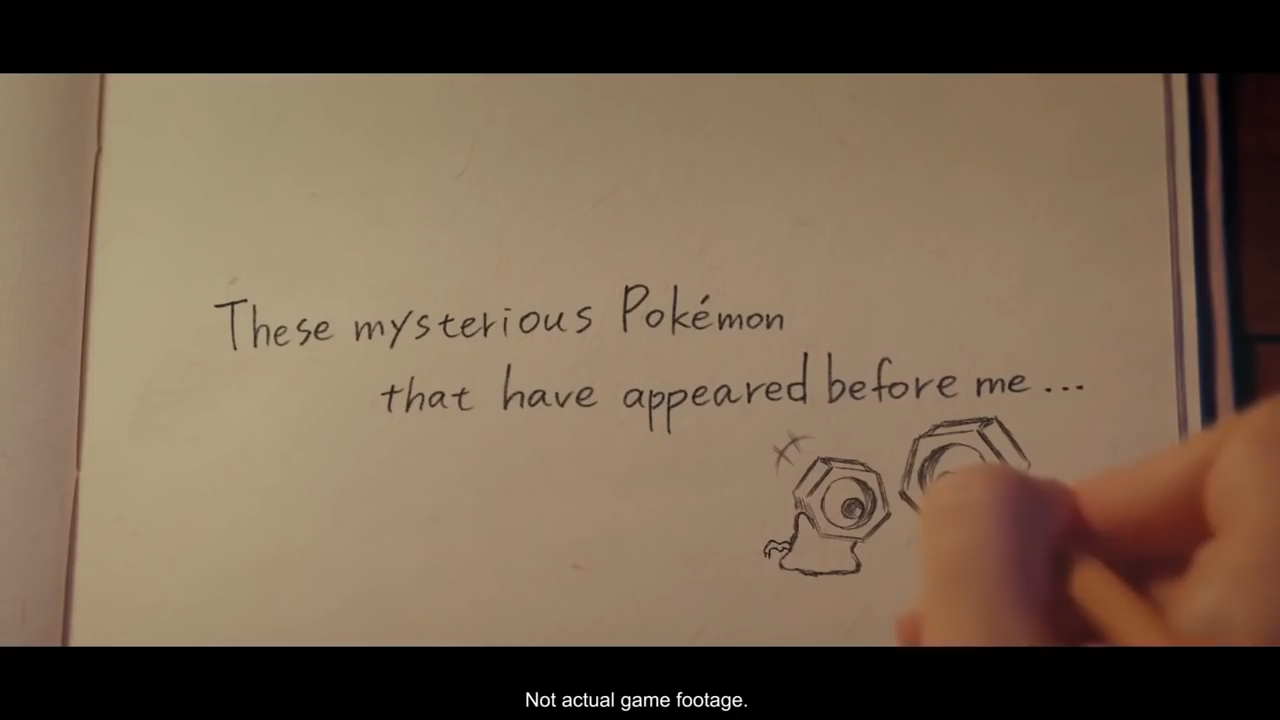 These mysterious Pokémon
that have appeared before me...
Not actual game footage.